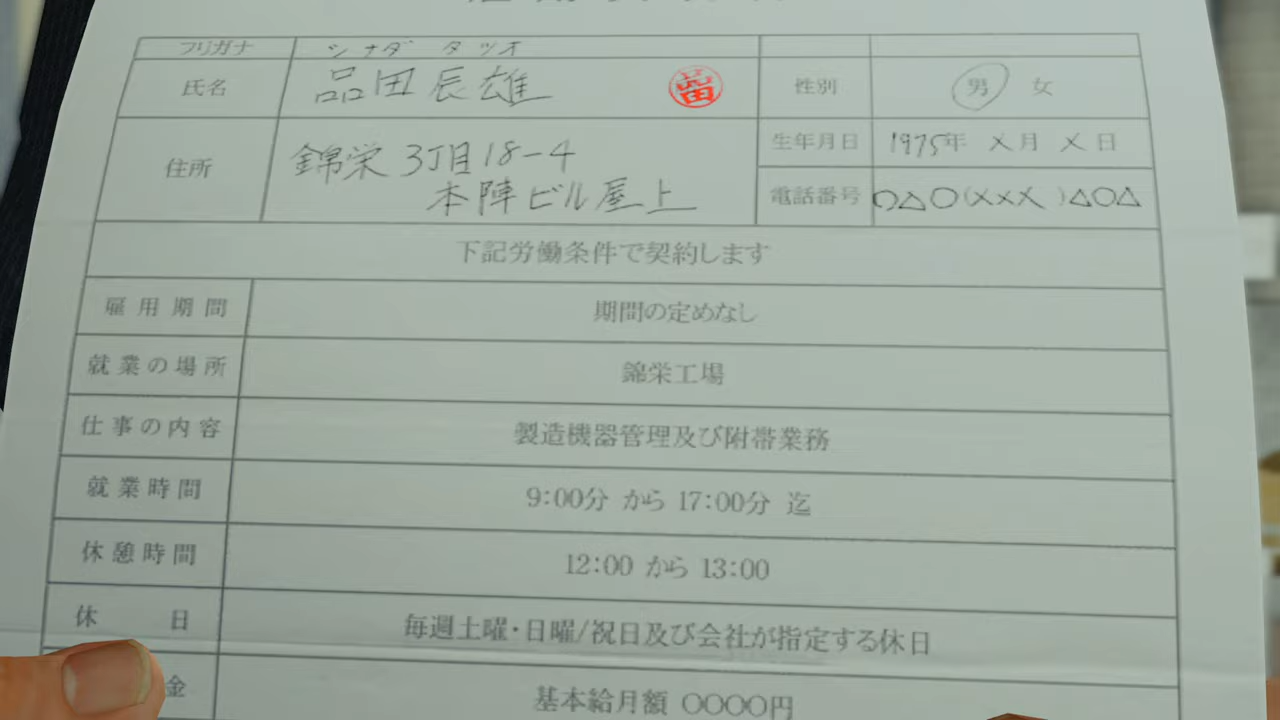 フリガナ シナダ タツオ
氏名 品田辰雄 性別 男 女
住所 錦栄3丁目18-4
本陣ビル屋上
生年月日 1975年 ×月 ×日
電話番号 ○△○(×××)△○△
下記労働条件で契約します
雇用期間 期間の定めなし
就業の場所 錦栄工場
仕事の内容 製造機器管理及び附帯業務
就業時間 9:00分 から 17:00分 迄
休憩時間 12:00 から 13:00
休 日 毎週土曜・日曜/祝日及び会社が指定する休日
金 基本給月額 ○○○○円